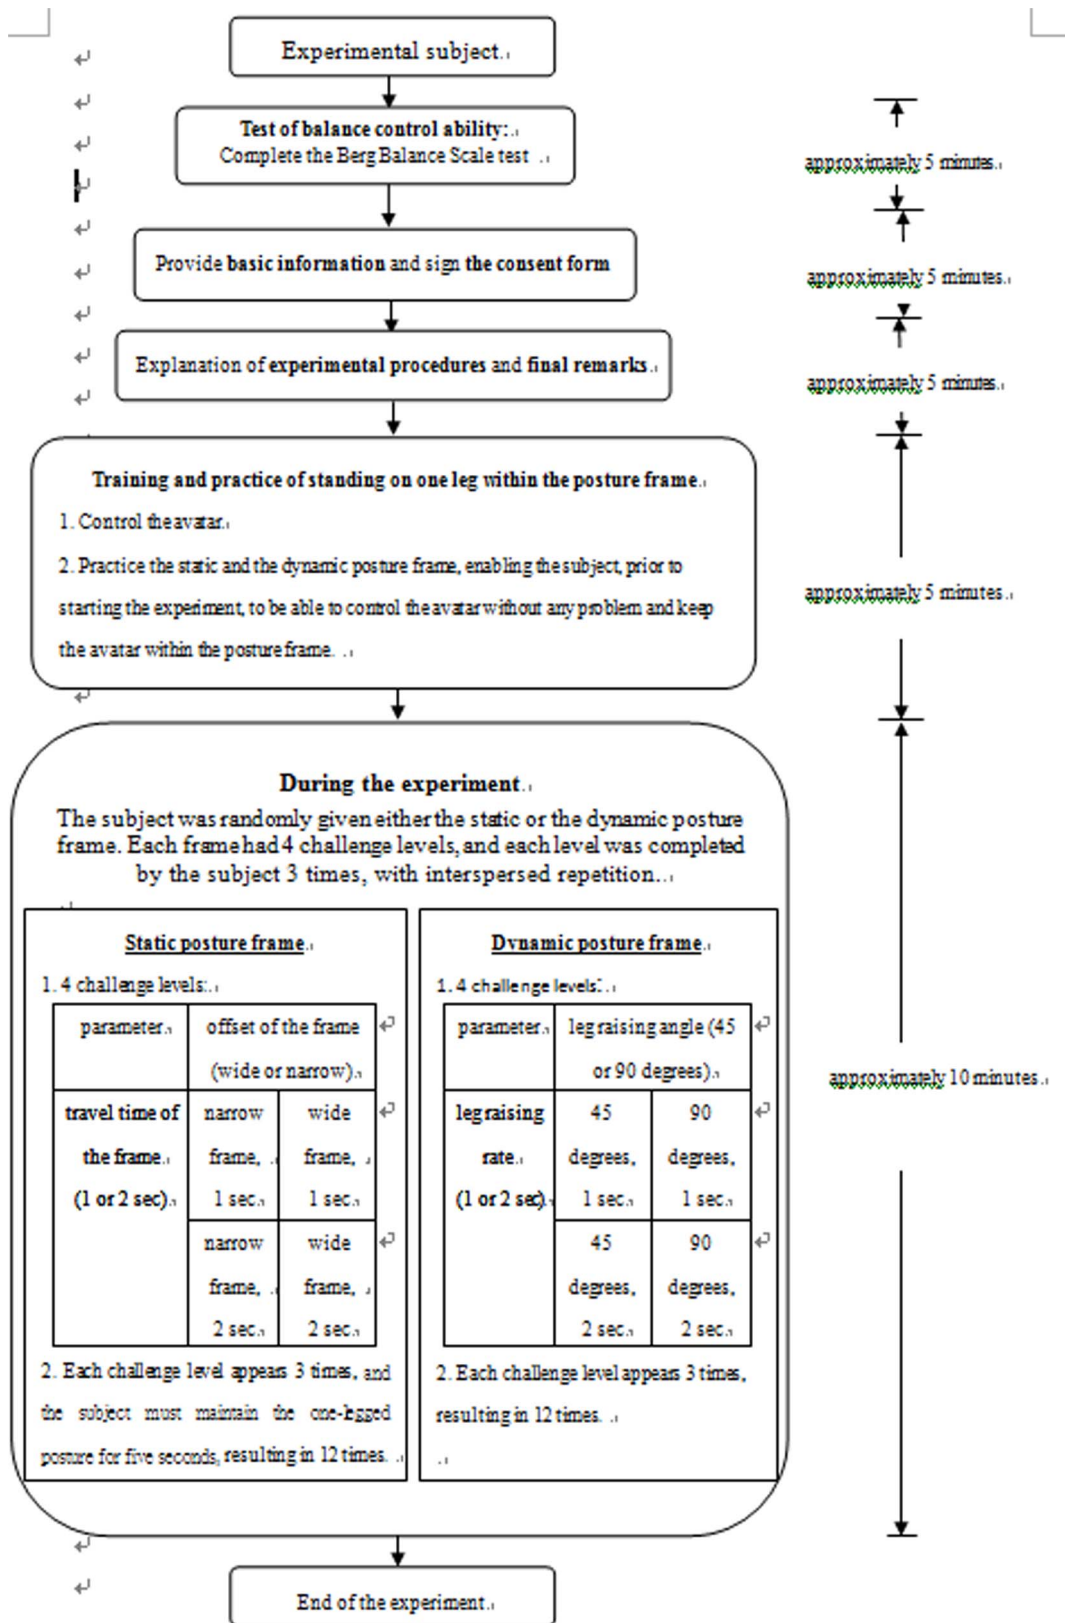 Experimental subject.
Test of balance control ability:.
Complete the Berg Balance Scale test .
approximately 5 minutes.
Provide basic information and sign the consent form
approximately 5 minutes.
Explanation of experimental procedures and final remarks.
approximately 5 minutes.
Training and practice of standing on one leg within the posture frame.
1. Control the avatar.
2. Practice the static and the dynamic posture frame, enabling the subject, prior to
starting the experiment, to be able to control the avatar without any problem and keep
the avatar within the posture frame. .
approximately 5 minutes.
During the experiment.
The subject was randomly given either the static or the dynamic posture
frame. Each frame had 4 challenge levels, and each level was completed
by the subject 3 times, with interspersed repetition..
Static posture frame.
1. 4 challenge levels:.
parameter.
offset of the frame
(wide or narrow).
travel time of
the frame.
(1 or 2 sec).
narrow
frame, .
1 sec.
wide
frame, .
1 sec.
narrow
frame, .
2 sec.
wide
frame, .
2 sec.
2. Each challenge level appears 3 times, and
the subject must maintain the one-legged
posture for five seconds, resulting in 12 times. .
Dynamic posture frame.
1. 4 challenge levels:.
parameter.
leg raising angle (45
or 90 degrees).
leg raising
rate.
(1 or 2 sec).
45
degrees,
1 sec.
90
degrees,
1 sec.
45
degrees,
2 sec.
90
degrees,
2 sec.
2. Each challenge level appears 3 times,
resulting in 12 times. .
approximately 10 minutes.
End of the experiment.